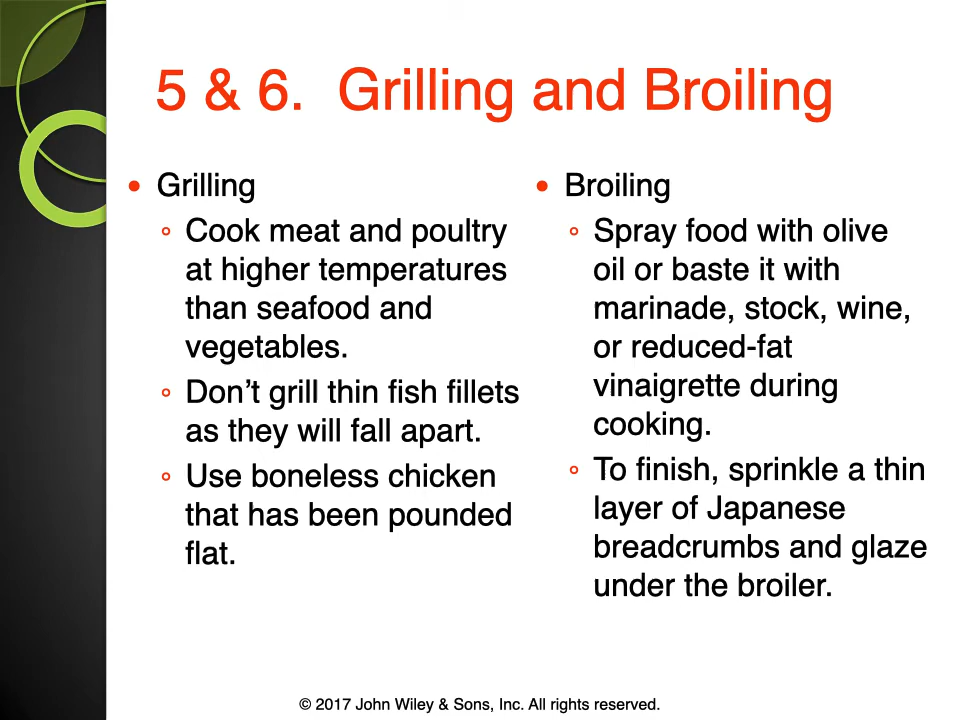 5 & 6.  Grilling and Broiling
• Grilling
◦ Cook meat and poultry
at higher temperatures
than seafood and
vegetables.
◦ Don’t grill thin fish fillets
as they will fall apart.
◦ Use boneless chicken
that has been pounded
flat.
• Broiling
◦ Spray food with olive
oil or baste it with
marinade, stock, wine,
or reduced-fat
vinaigrette during
cooking.
◦ To finish, sprinkle a thin
layer of Japanese
breadcrumbs and glaze
under the broiler.
© 2017 John Wiley & Sons, Inc. All rights reserved.